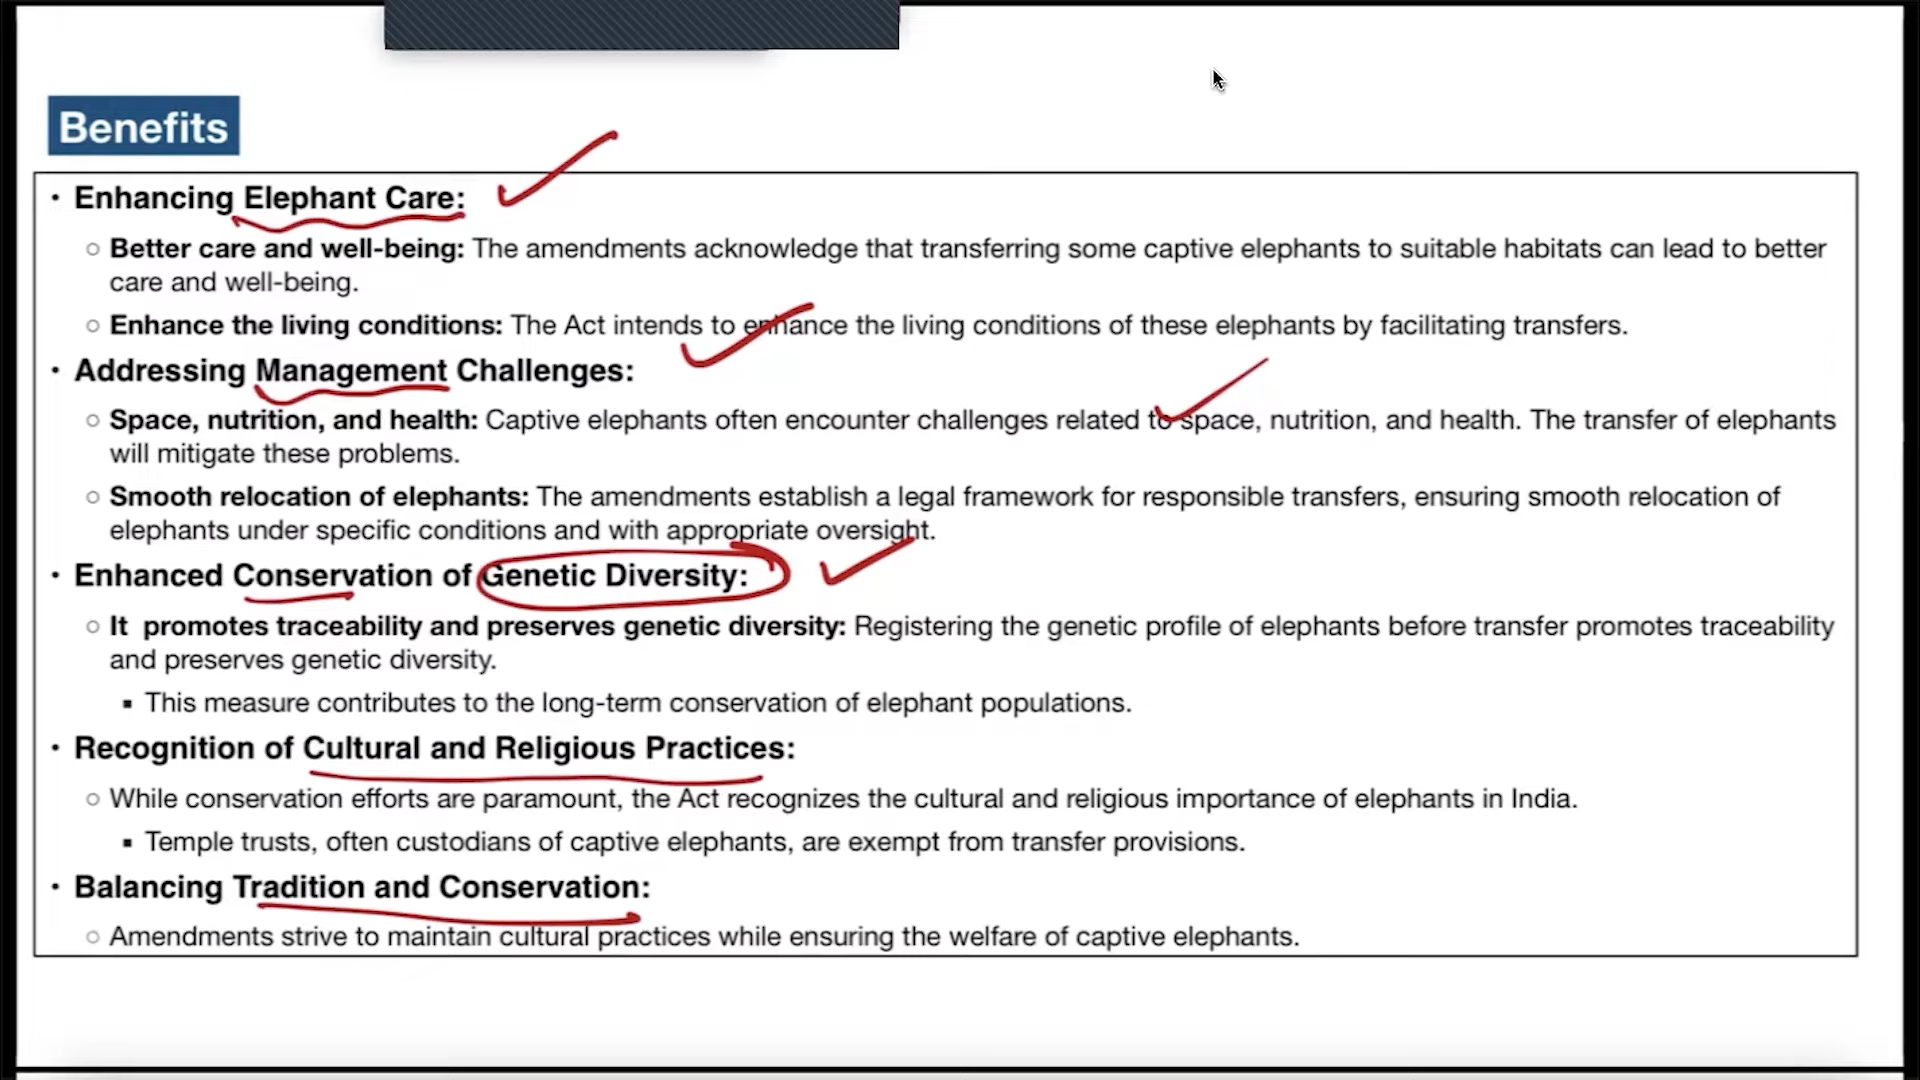 Benefits
• Enhancing Elephant Care:
○ Better care and well-being: The amendments acknowledge that transferring some captive elephants to suitable habitats can lead to better
care and well-being.
○ Enhance the living conditions: The Act intends to enhance the living conditions of these elephants by facilitating transfers.
• Addressing Management Challenges:
○ Space, nutrition, and health: Captive elephants often encounter challenges related to space, nutrition, and health. The transfer of elephants
will mitigate these problems.
○ Smooth relocation of elephants: The amendments establish a legal framework for responsible transfers, ensuring smooth relocation of
elephants under specific conditions and with appropriate oversight.
• Enhanced Conservation of Genetic Diversity:
○ It promotes traceability and preserves genetic diversity: Registering the genetic profile of elephants before transfer promotes traceability
and preserves genetic diversity.
▪ This measure contributes to the long-term conservation of elephant populations.
• Recognition of Cultural and Religious Practices:
○ While conservation efforts are paramount, the Act recognizes the cultural and religious importance of elephants in India.
▪ Temple trusts, often custodians of captive elephants, are exempt from transfer provisions.
• Balancing Tradition and Conservation:
○ Amendments strive to maintain cultural practices while ensuring the welfare of captive elephants.